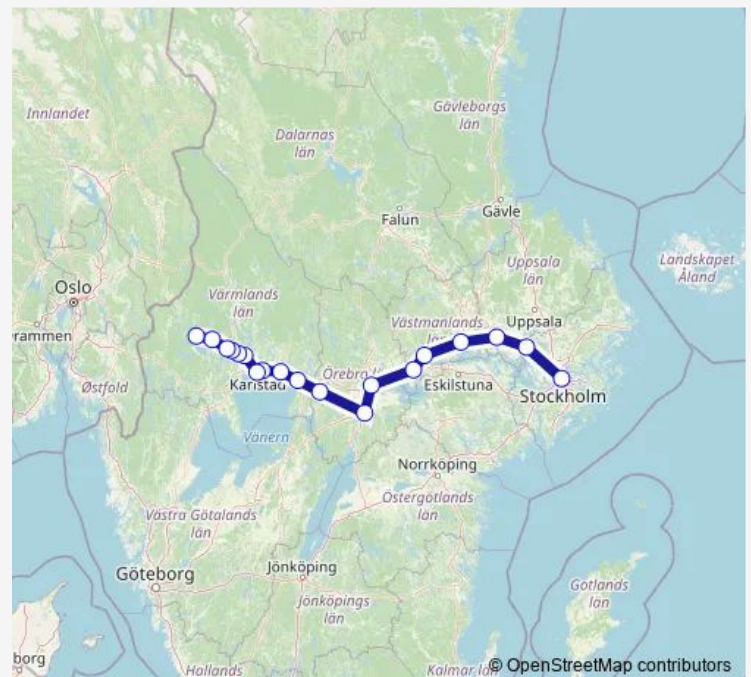 Innlandet
Gävleborgs
län
Dalarnas
län
Falun
Gävle
Landskapet
Åland
Uppsala
län
Oslo
Värmlands
län
Uppsala
Västmanlands
rammen
Østfold
Karlstad
Örebro l
Eskilstuna
Stockholm
Vänern
Norrköping
Östergotlands
län
Västra Götalands
län
Göteborg
Jönköping
Jönköpings
län
Gotlands
län
borg
Hallands
Kalmar län
© OpenStreetMap contributors